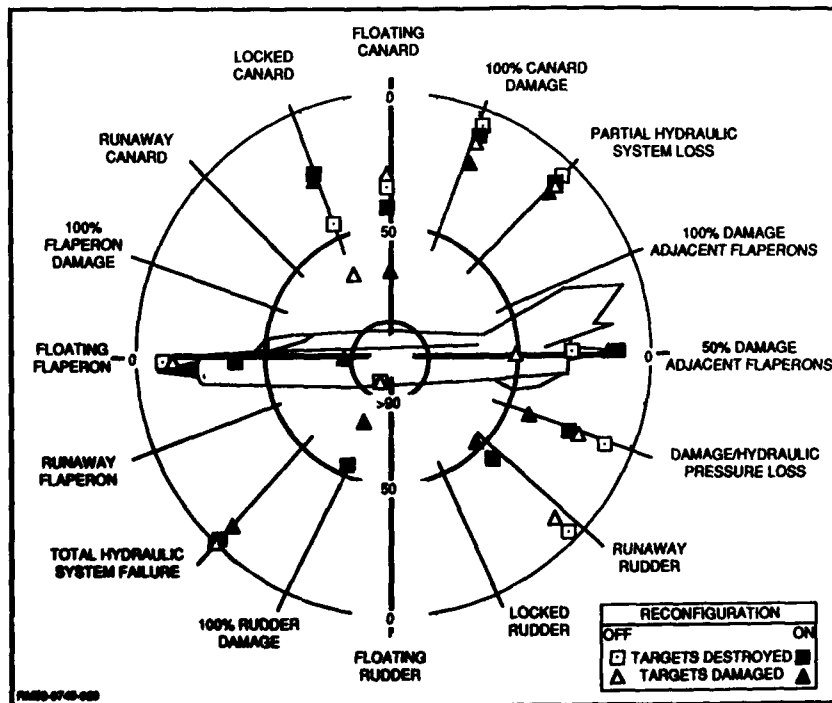 FLOATING
CANARD
LOCKED
CANARD
100% CANARD
DAMAGE
RUNAWAY
CANARD
PARTIAL HYDRAULIC
SYSTEM LOSS
0
100%
FLAPERON
DAMAGE
50
100% DAMAGE
ADJACENT FLAPERONS
FLOATING
FLAPERON
0
0
50% DAMAGE
ADJACENT FLAPERONS
>90
RUNAWAY
FLAPERON
DAMAGE/HYDRAULIC
PRESSURE LOSS
50
TOTAL HYDRAULIC
SYSTEM FAILURE
RUNAWAY
RUDDER
100% RUDDER
DAMAGE
LOCKED
RUDDER
0
FLOATING
RUDDER
RECONFIGURATION
OFF ON
TARGETS DESTROYED
TARGETS DAMAGED